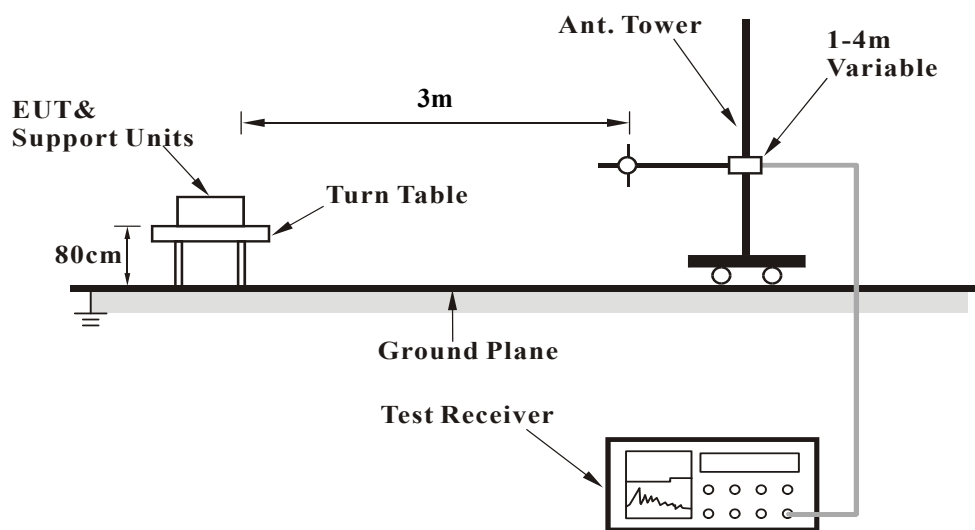 Ant. Tower
1-4m
Variable
3m
EUT&
Support Units
Turn Table
80cm
Ground Plane
Test Receiver